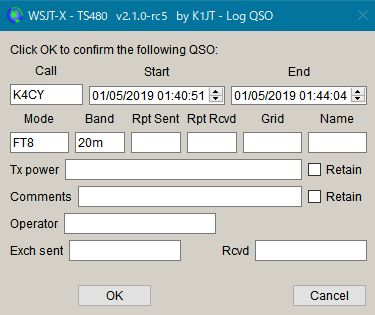 WSJT-X - TS480 v2.1.0-rc5 by K1JT - Log QSO
Click OK to confirm the following QSO:
Call Start End
K4CY 01/05/2019 01:40:51 01/05/2019 01:44:04
Mode Band Rpt Sent Rpt Rcvd Grid Name
FT8 20m
Tx power Retain
Comments Retain
Operator
Exch sent Rcvd
OK Cancel